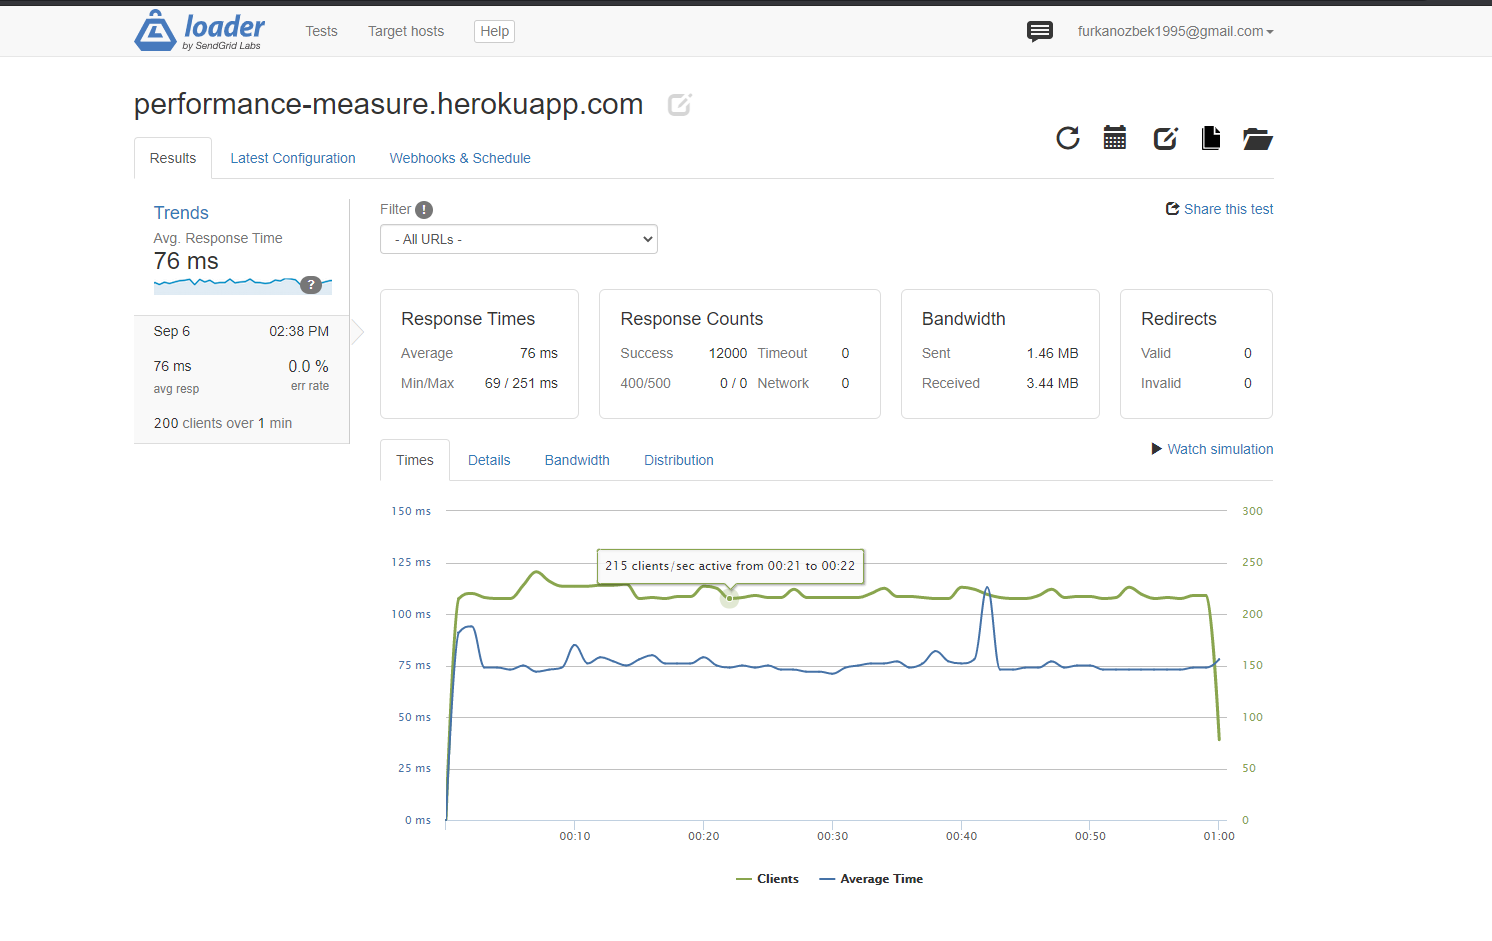 loader
by SendGrid Labs
Tests
Target hosts
Help
furkanozbek1995@gmail.com
performance-measure.herokuapp.com
Results
Latest Configuration
Webhooks & Schedule
Trends
Avg. Response Time
76 ms
?
Sep 6 02:38 PM
76 ms 0.0 %
avg resp err rate
200 clients over 1 min
Filter !
- All URLs -
Share this test
Response Times
Average 76 ms
Min/Max 69 / 251 ms
Response Counts
Success 12000 Timeout 0
400/500 0 / 0 Network 0
Bandwidth
Sent 1.46 MB
Received 3.44 MB
Redirects
Valid 0
Invalid 0
Times
Details
Bandwidth
Distribution
Watch simulation
150 ms 300
125 ms 250
215 clients/sec active from 00:21 to 00:22
100 ms 200
75 ms 150
50 ms 100
25 ms 50
0 ms 0
00:10 00:20 00:30 00:40 00:50 01:00
Clients Average Time